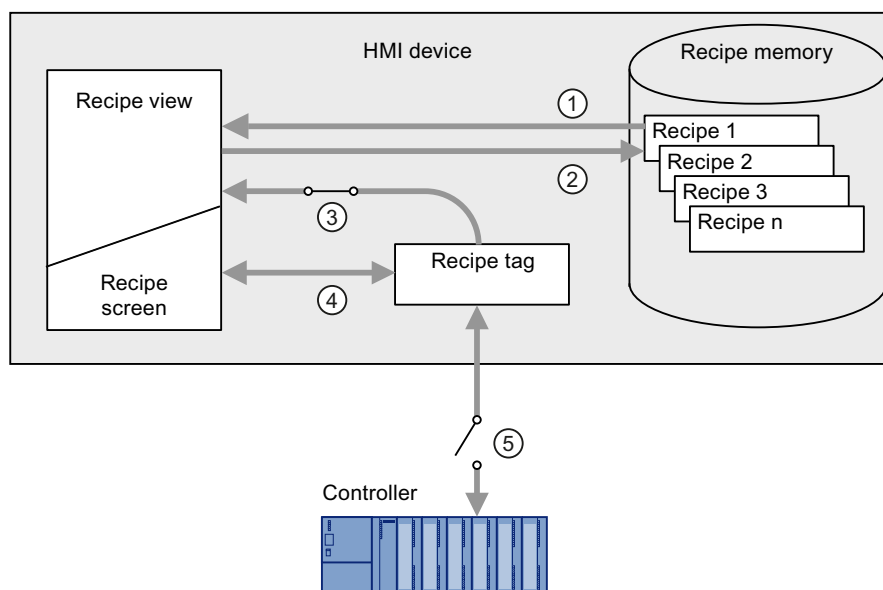 HMI device
Recipe memory
Recipe view
1
Recipe 1
Recipe 2
2
Recipe 3
3
Recipe n
Recipe tag
Recipe
screen
4
5
Controller